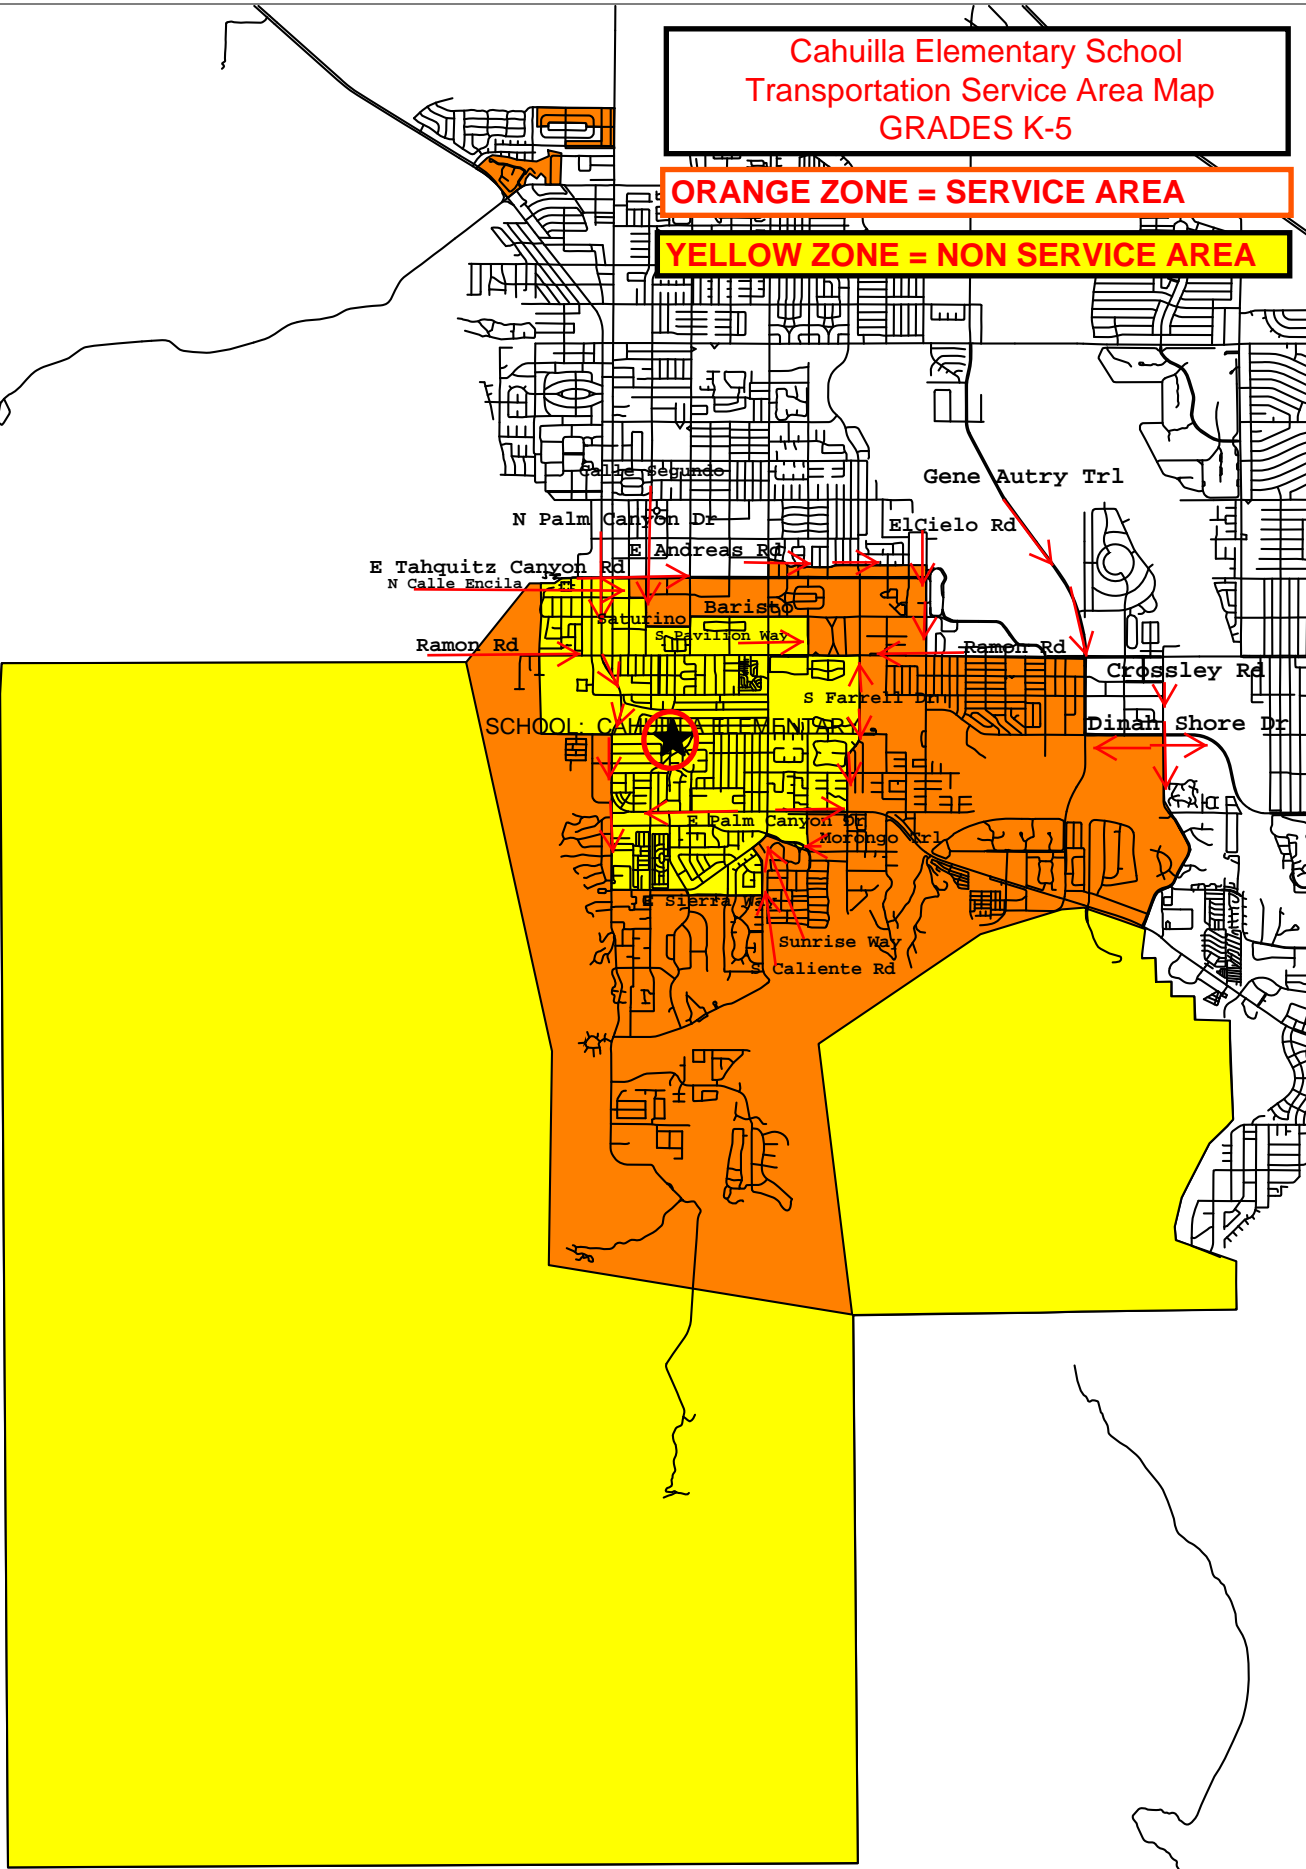 Cahuilla Elementary School
Transportation Service Area Map
GRADES K-5
ORANGE ZONE = SERVICE AREA
YELLOW ZONE = NON SERVICE AREA
Calle Segundo
Gene Autry Trl
N Palm Canyon Dr
ElCielo Rd
E Andreas Rd
E Tahquitz Canyon Rd
N Calle Encila
Baristo
Saturino
S Pavilion Way
Ramon Rd
Ramon Rd
Crossley Rd
S Farrell Dr
SCHOOL: CAHUILLA ELEMENTARY
Dinah Shore Dr
E Palm Canyon Dr
Morongo Trl
E Sierra Way
Sunrise Way
S Caliente Rd